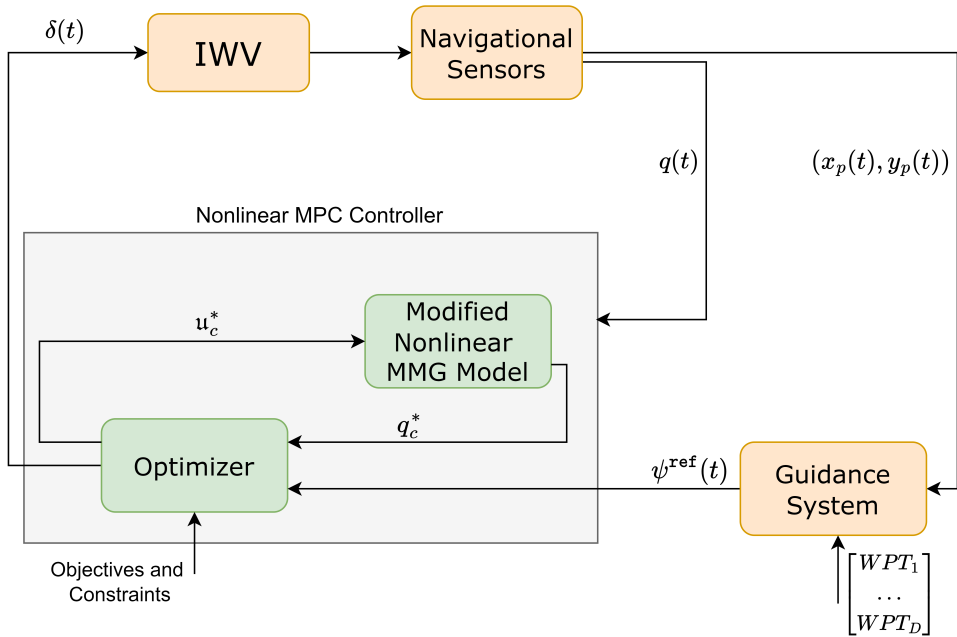 δ(t)
IWV
Navigational
Sensors
q(t)
(x_p(t), y_p(t))
Nonlinear MPC Controller
𝔲_c^*
Modified
Nonlinear
MMG Model
q_c^*
Optimizer
ψ^ref(t)
Guidance
System
Objectives and
Constraints
[WPT_1
...
WPT_D]